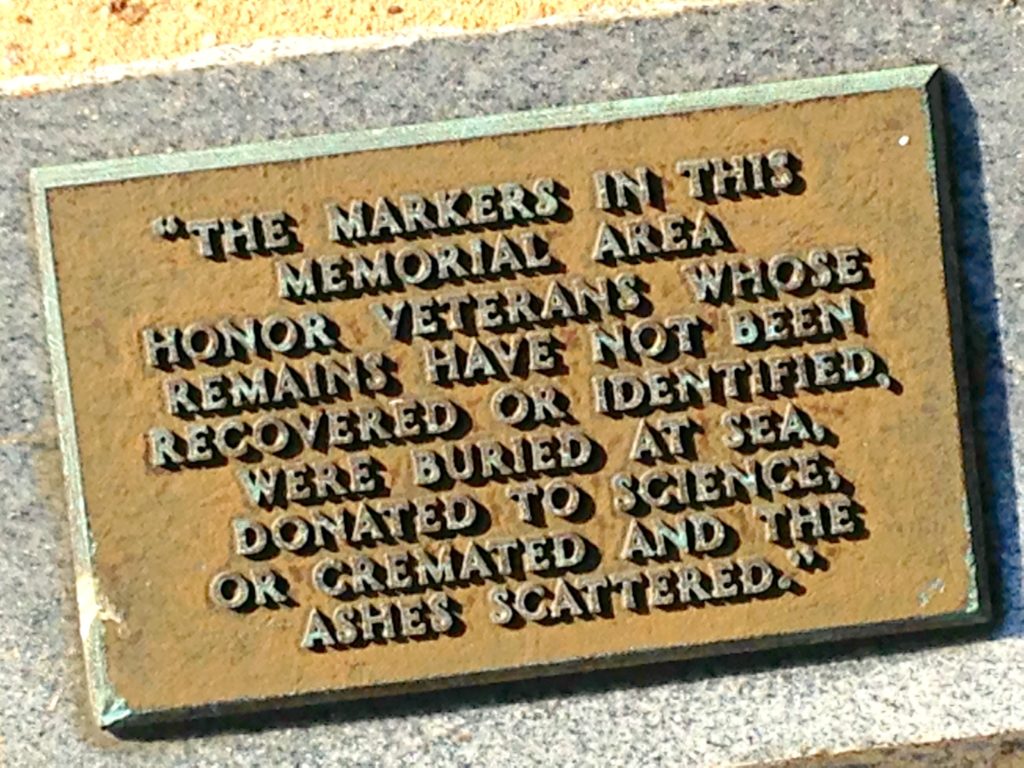 "THE MARKERS IN THIS
MEMORIAL AREA
HONOR VETERANS WHOSE
REMAINS HAVE NOT BEEN
RECOVERED OR IDENTIFIED,
WERE BURIED AT SEA,
DONATED TO SCIENCE,
OR CREMATED AND THE
ASHES SCATTERED."